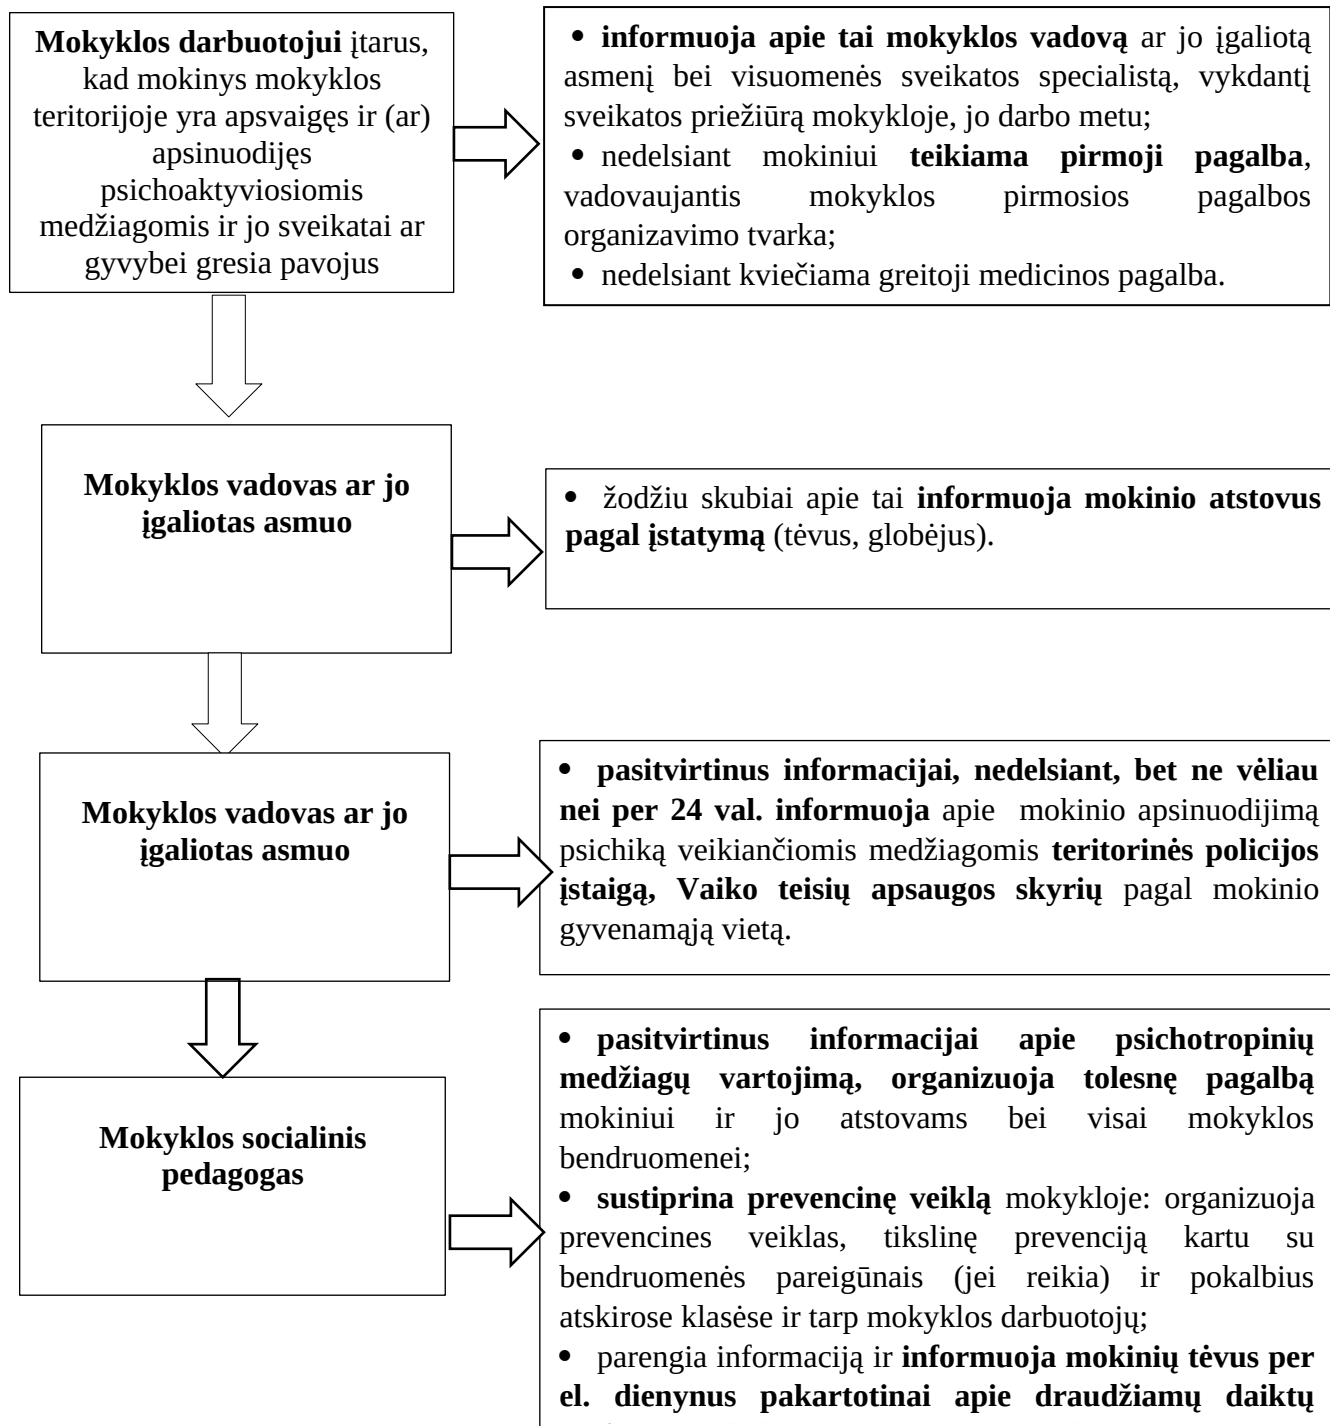 Mokyklos darbuotojui įtarus,
kad mokinys mokyklos
teritorijoje yra apsvaigęs ir (ar)
apsinuodijęs
psichoaktyviosiomis
medžiagomis ir jo sveikatai ar
gyvybei gresia pavojus
• informuoja apie tai mokyklos vadovą ar jo įgaliotą
asmenį bei visuomenės sveikatos specialistą, vykdantį
sveikatos priežiūrą mokykloje, jo darbo metu;
• nedelsiant mokiniui teikiama pirmoji pagalba,
vadovaujantis mokyklos pirmosios pagalbos
organizavimo tvarka;
• nedelsiant kviečiama greitoji medicinos pagalba.
Mokyklos vadovas ar jo
įgaliotas asmuo
• žodžiu skubiai apie tai informuoja mokinio atstovus
pagal įstatymą (tėvus, globėjus).
Mokyklos vadovas ar jo
įgaliotas asmuo
• pasitvirtinus informacijai, nedelsiant, bet ne vėliau
nei per 24 val. informuoja apie mokinio apsinuodijimą
psichiką veikiančiomis medžiagomis teritorinės policijos
įstaigą, Vaiko teisių apsaugos skyrių pagal mokinio
gyvenamąją vietą.
Mokyklos socialinis
pedagogas
• pasitvirtinus informacijai apie psichotropinių
medžiagų vartojimą, organizuoja tolesnę pagalbą
mokiniui ir jo atstovams bei visai mokyklos
bendruomenei;
• sustiprina prevencinę veiklą mokykloje: organizuoja
prevencines veiklas, tikslinę prevenciją kartu su
bendruomenės pareigūnais (jei reikia) ir pokalbius
atskirose klasėse ir tarp mokyklos darbuotojų;
• parengia informaciją ir informuoja mokinių tėvus per
el. dienynus pakartotinai apie draudžiamų daiktų